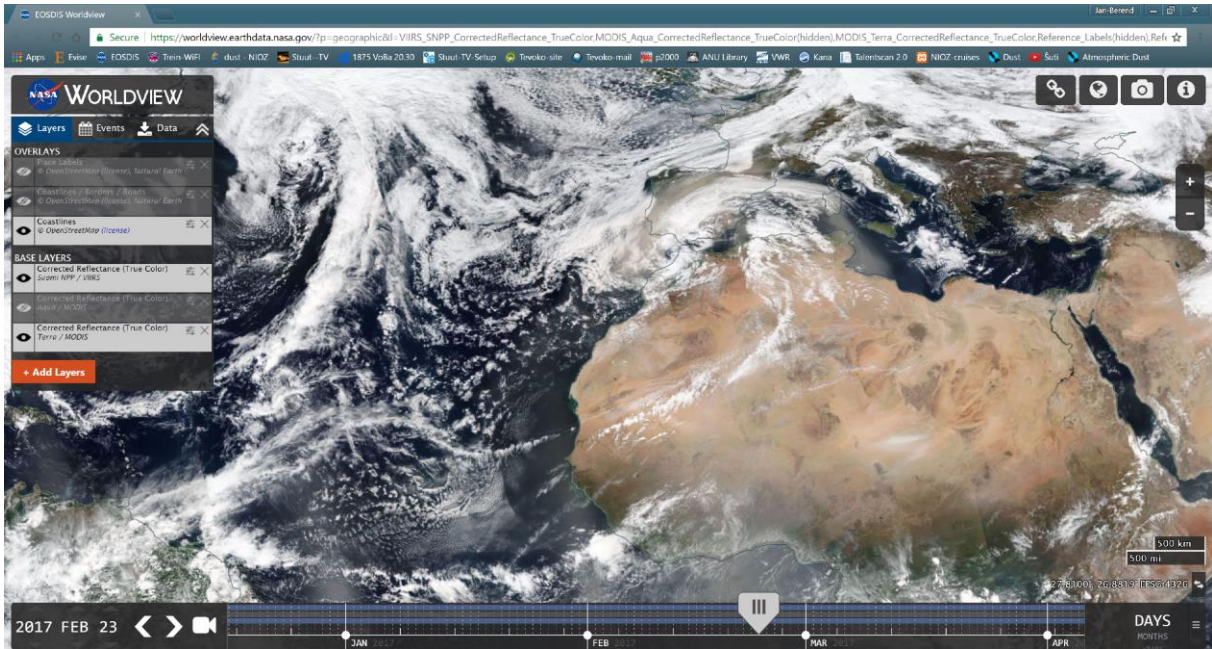 EOSDIS Worldview
Jan-Berend
Secure | https://worldview.earthdata.nasa.gov/?p=geographic&l=VIIRS_SNPP_CorrectedReflectance_TrueColor,MODIS_Aqua_CorrectedReflectance_TrueColor(hidden),MODIS_Terra_CorrectedReflectance_TrueColor,Reference_Labels(hidden),Refe
Apps Evise EOSDIS Trein-WiFi dust - NIOZ Stuut--TV 1875 VoBa 20.30 Stuut-TV-Setup Tevoko-site Tevoko-mail p2000 ANU Library VWR Kana Talentscan 2.0 NIOZ-cruises Dust Šuti Atmospheric Dust
NASA WORLDVIEW
Layers Events Data
OVERLAYS
Place Labels
© OpenStreetMap (license), Natural Earth
Coastlines / Borders / Roads
© OpenStreetMap (license), Natural Earth
Coastlines
© OpenStreetMap (license)
BASE LAYERS
Corrected Reflectance (True Color)
Suomi NPP / VIIRS
Corrected Reflectance (True Color)
Aqua / MODIS
Corrected Reflectance (True Color)
Terra / MODIS
+ Add Layers
+
-
500 km
500 mi
EPSG:4326
2017 FEB 23
JAN 2017
FEB 2017
MAR 2017
APR
DAYS
MONTHS